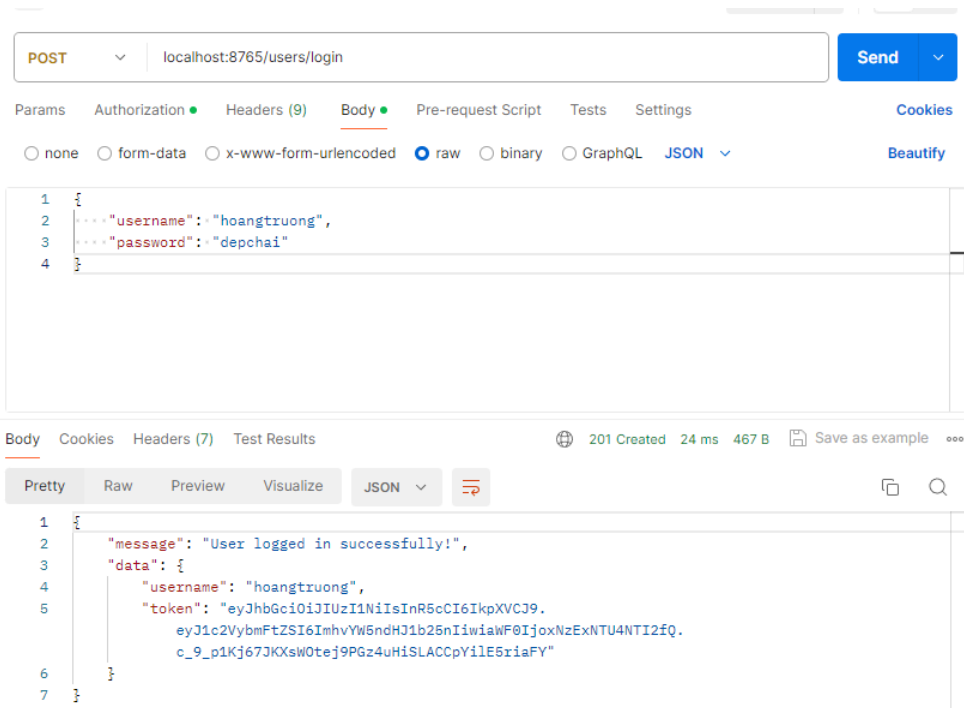 POST localhost:8765/users/login Send
Params Authorization Headers (9) Body Pre-request Script Tests Settings Cookies
none form-data x-www-form-urlencoded raw binary GraphQL JSON Beautify
1 {
2 ····"username":·"hoangtruong",
3 ····"password":·"depchai"
4 }
Body Cookies Headers (7) Test Results 201 Created 24 ms 467 B Save as example
Pretty Raw Preview Visualize JSON
1 {
2 "message": "User logged in successfully!",
3 "data": {
4 "username": "hoangtruong",
5 "token": "eyJhbGciOiJIUzI1NiIsInR5cCI6IkpXVCJ9.
eyJ1c2VybmFtZSI6ImhvYW5ndHJ1b25nIiwiaWF0IjoxNzExNTU4NTI2fQ.
c_9_p1Kj67JKXsWOtej9PGz4uHiSLACCpYilE5riaFY"
6 }
7 }